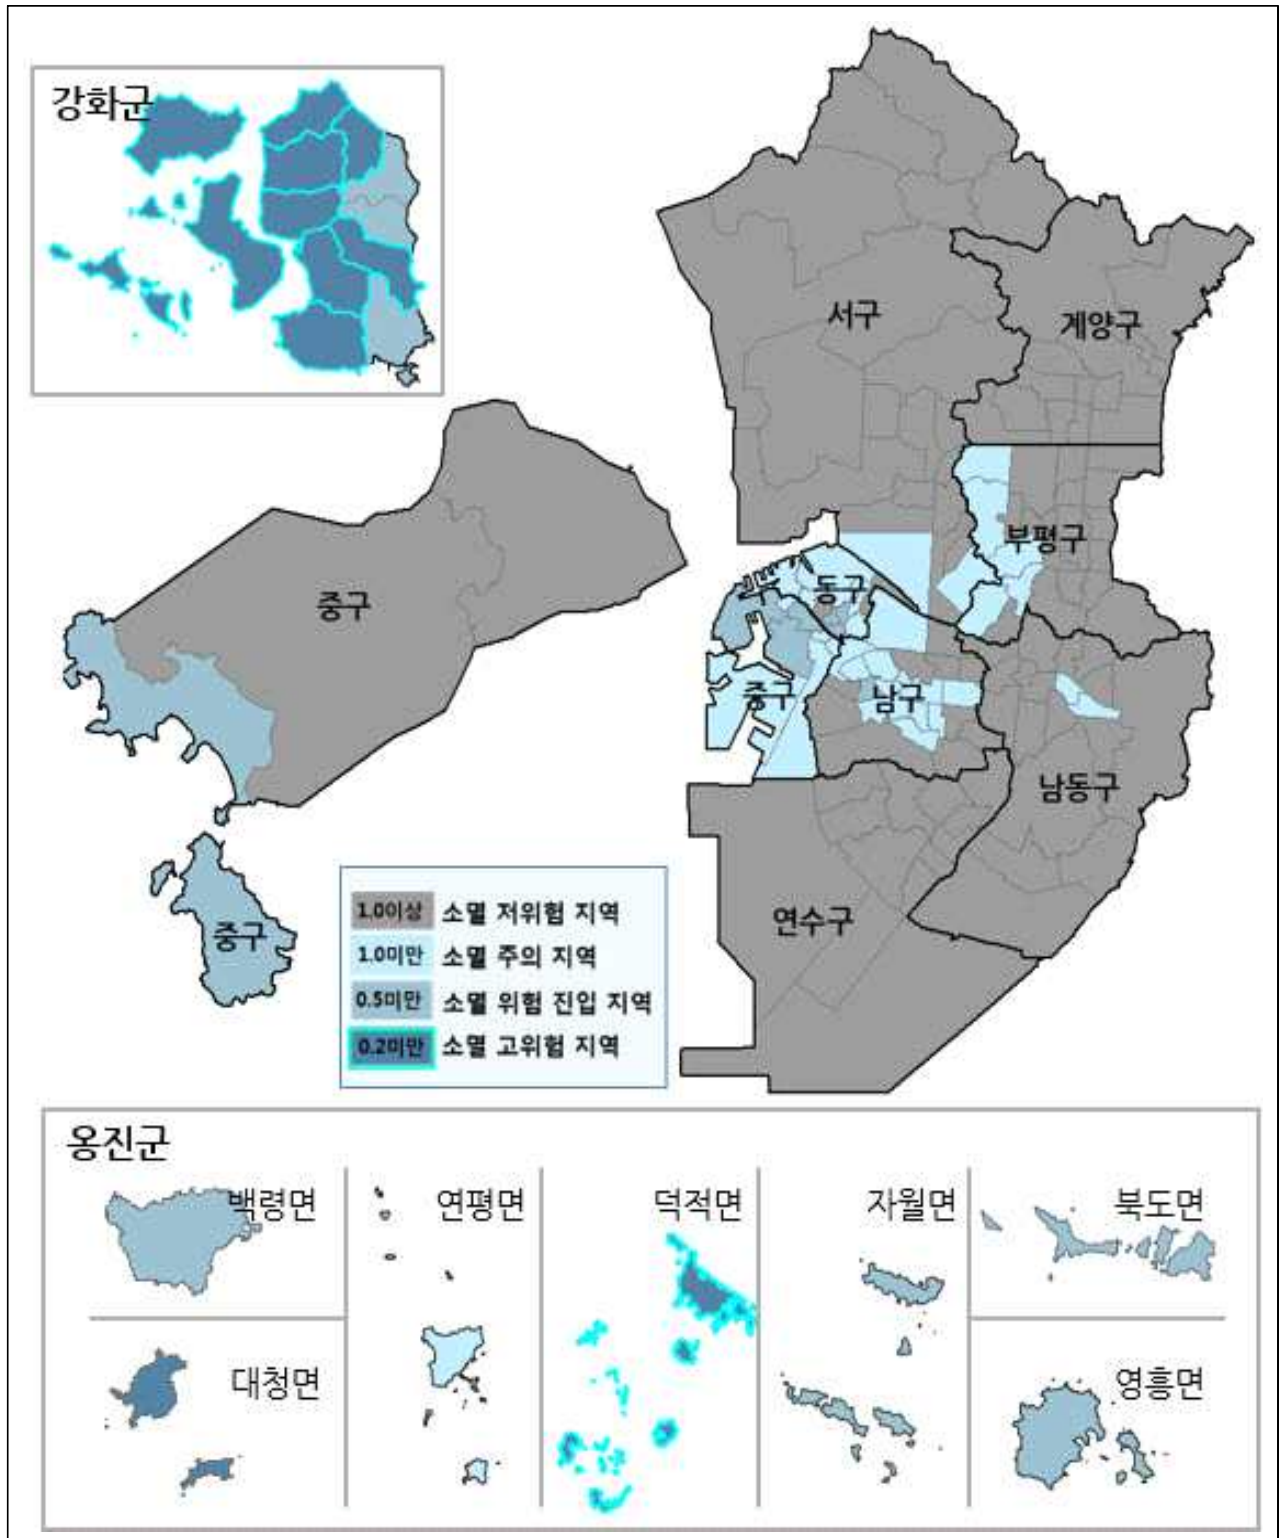 강화군
서구
계양구
부평구
중구
동구
중구
남구
남동구
연수구
중구
1.0이상 소멸 저위험 지역
1.0미만 소멸 주의 지역
0.5미만 소멸 위험 진입 지역
0.2미만 소멸 고위험 지역
옹진군
백령면
연평면
덕적면
자월면
북도면
대청면
영흥면